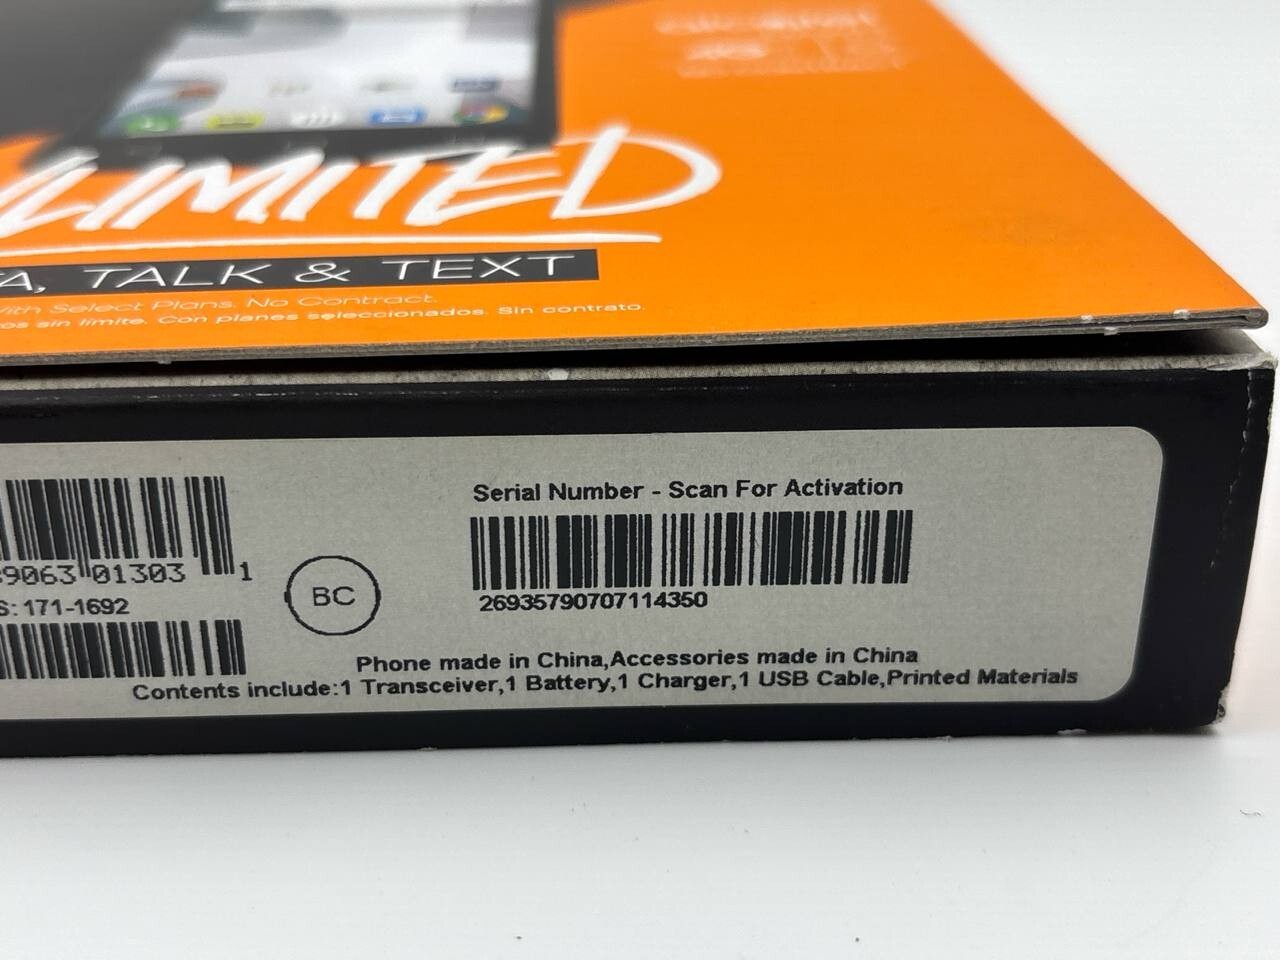 LIMITED
TA, TALK & TEXT
With Select Plans. No Contract.
os sin límite. Con planes seleccionados. Sin contrato.
Serial Number - Scan For Activation
9063 01303 1
BC
S: 171-1692
26935790707114350
Phone made in China,Accessories made in China
Contents include:1 Transceiver,1 Battery,1 Charger,1 USB Cable,Printed Materials